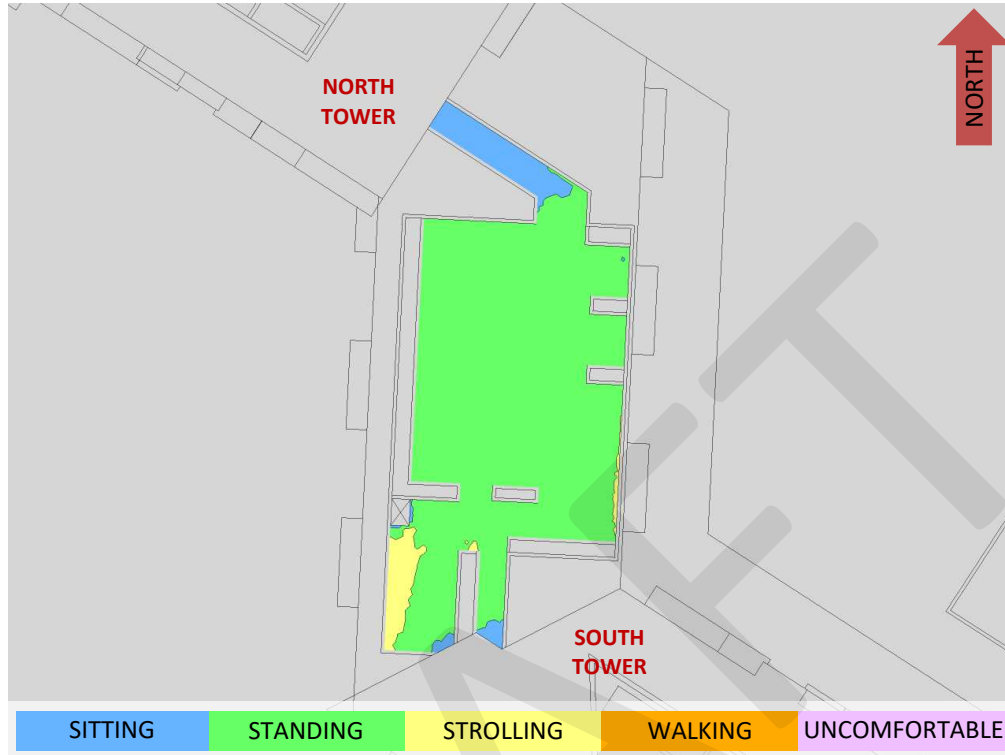 NORTH
TOWER
NORTH
SOUTH
TOWER
SITTING
STANDING
STROLLING
WALKING
UNCOMFORTABLE